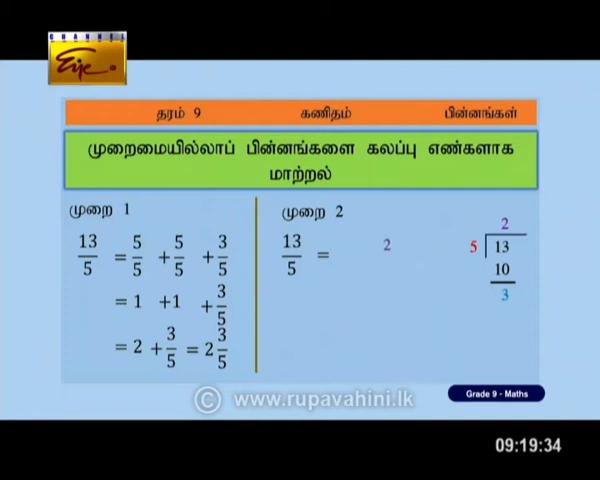 CHANNEL
Eye
தரம் 9 கணிதம் பின்னங்கள்
முறைமையில்லாப் பின்னங்களை கலப்பு எண்களாக
மாற்றல்
முறை 1
13/5 = 5/5 + 5/5 + 3/5
= 1 +1 + 3/5
= 2 + 3/5 = 2 3/5
முறை 2
13/5 = 2
2
5 13
10
3
Grade 9 - Maths
© www.rupavahini.lk
09:19:34